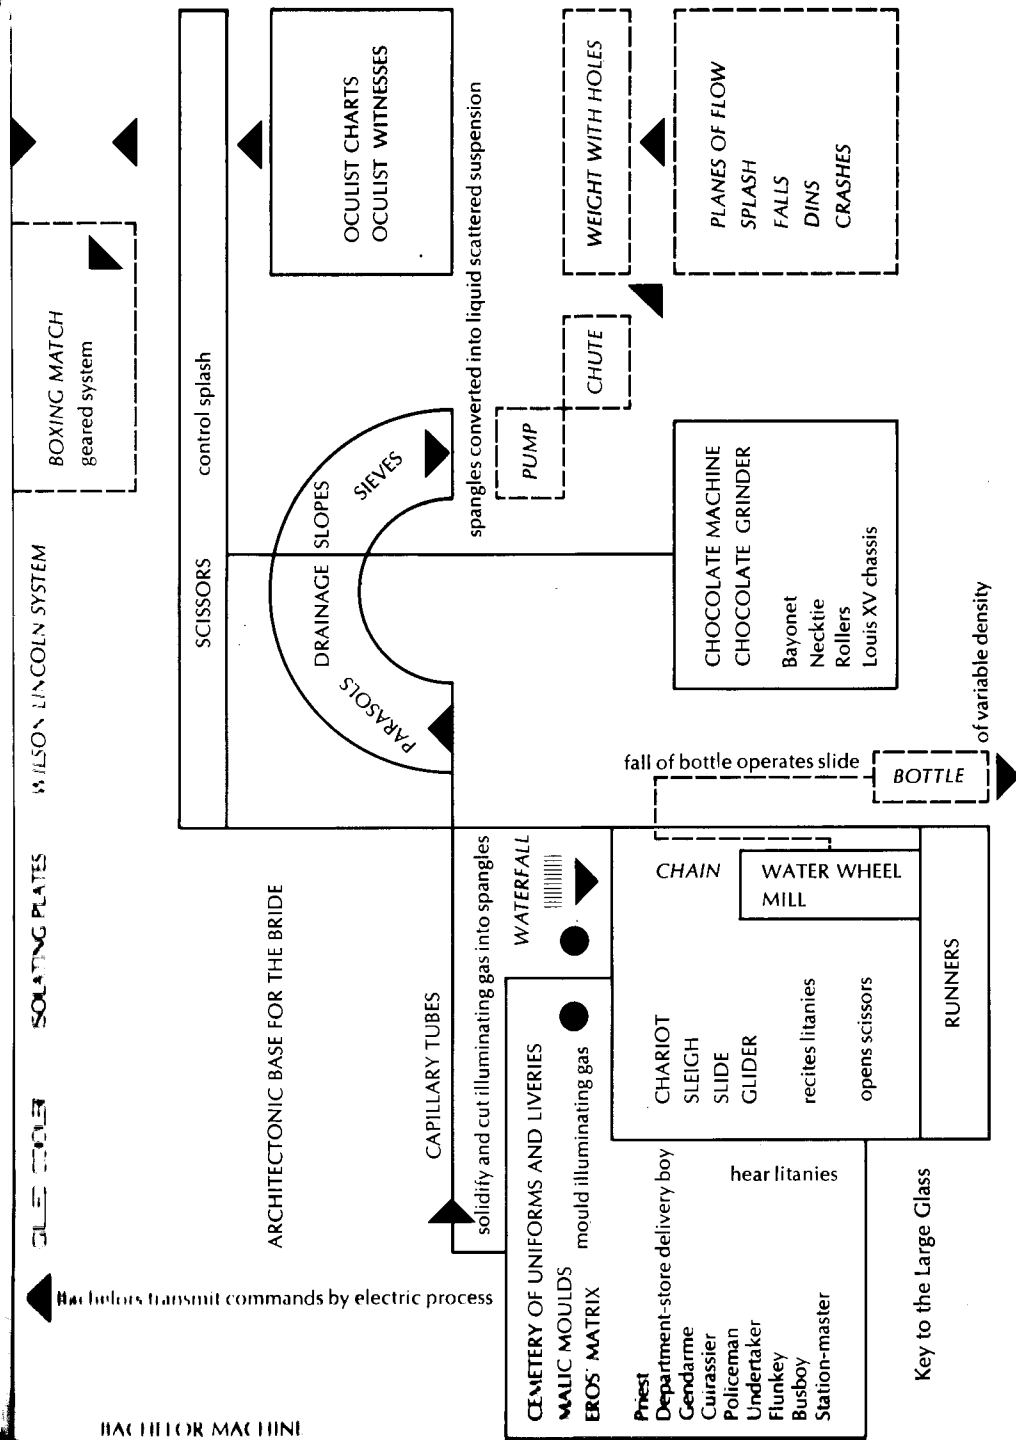 BACHELOR MACHINE
Bachelors transmit commands by electric process
ISOLATING PLATES
WILSON LINCOLN SYSTEM
BOXING MATCH
geared system
SCISSORS
control splash
ARCHITECTONIC BASE FOR THE BRIDE
PARASOLS
DRAINAGE SLOPES
SIEVES
OCULIST CHARTS
OCULIST WITNESSES
CAPILLARY TUBES
solidify and cut illuminating gas into spangles
spangles converted into liquid scattered suspension
WATERFALL
PUMP
CHUTE
WEIGHT WITH HOLES
PLANES OF FLOW
SPLASH
FALLS
DINS
CRASHES
CEMETERY OF UNIFORMS AND LIVERIES
MALIC MOULDS
mould illuminating gas
EROS' MATRIX
Priest
Department-store delivery boy
Gendarme
Cuirassier
Policeman
Undertaker
Flunkey
Busboy
Station-master
hear litanies
CHARIOT
SLEIGH
SLIDE
GLIDER
recites litanies
opens scissors
CHAIN
WATER WHEEL
MILL
RUNNERS
fall of bottle operates slide
BOTTLE
of variable density
CHOCOLATE MACHINE
CHOCOLATE GRINDER
Bayonet
Necktie
Rollers
Louis XV chassis
Key to the Large Glass